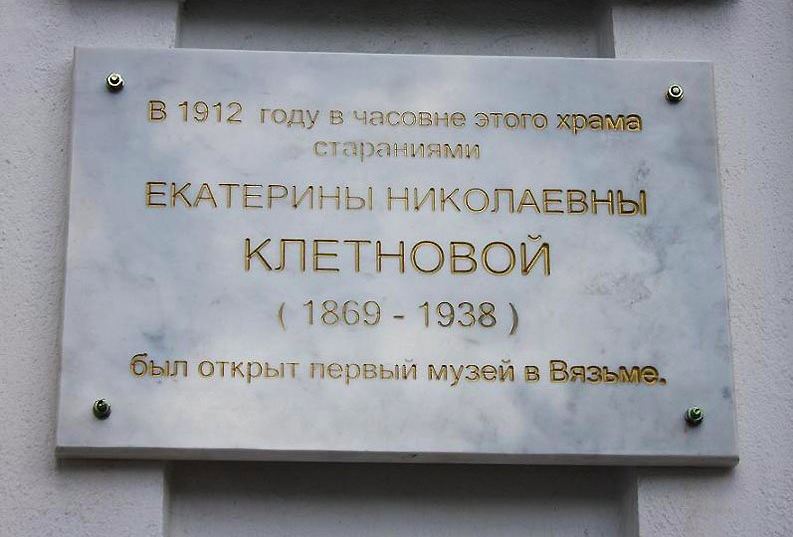 В 1912 году в часовне этого храма
стараниями
ЕКАТЕРИНЫ НИКОЛАЕВНЫ
КЛЕТНОВОЙ
( 1869 - 1938 )
был открыт первый музей в Вязьме.